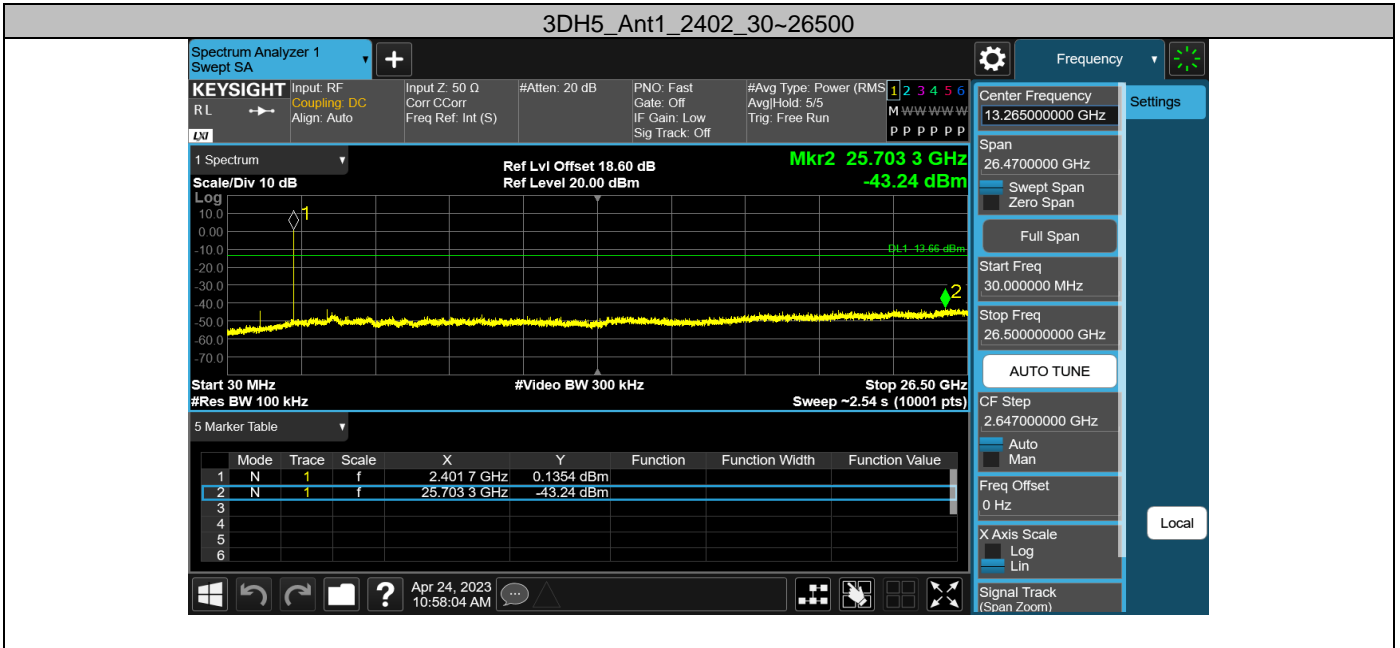 3DH5_Ant1_2402_30~26500
Spectrum Analyzer 1
Swept SA
Frequency
KEYSIGHT
RL
LXI
Input: RF
Coupling: DC
Align: Auto
Input Z: 50 Ω
Corr CCorr
Freq Ref: Int (S)
#Atten: 20 dB
PNO: Fast
Gate: Off
IF Gain: Low
Sig Track: Off
#Avg Type: Power (RMS
Avg|Hold: 5/5
Trig: Free Run
1 2 3 4 5 6
M W W W W W
P P P P P P
1 Spectrum
Scale/Div 10 dB
Ref Lvl Offset 18.60 dB
Ref Level 20.00 dBm
Mkr2 25.703 3 GHz
-43.24 dBm
Log
10.0
0.00
-10.0
-20.0
-30.0
-40.0
-50.0
-60.0
-70.0
1
DL1 -13.66 dBm
2
Start 30 MHz
#Video BW 300 kHz
Stop 26.50 GHz
#Res BW 100 kHz
Sweep ~2.54 s (10001 pts)
5 Marker Table
Mode Trace Scale X Y Function Function Width Function Value
1 N 1 f 2.401 7 GHz 0.1354 dBm
2 N 1 f 25.703 3 GHz -43.24 dBm
3
4
5
6
Apr 24, 2023
10:58:04 AM
Center Frequency
13.265000000 GHz
Span
26.4700000 GHz
Swept Span
Zero Span
Full Span
Start Freq
30.000000 MHz
Stop Freq
26.500000000 GHz
AUTO TUNE
CF Step
2.647000000 GHz
Auto
Man
Freq Offset
0 Hz
X Axis Scale
Log
Lin
Signal Track
(Span Zoom)
Settings
Local